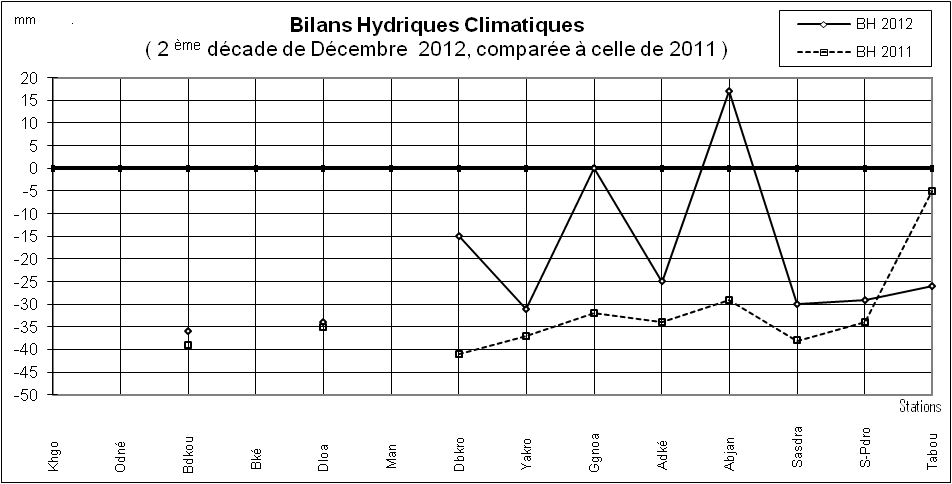 mm .
Bilans Hydriques Climatiques
( 2 ème décade de Décembre 2012, comparée à celle de 2011 )
BH 2012
BH 2011
20
15
10
5
0
-5
-10
-15
-20
-25
-30
-35
-40
-45
-50
Stations
Khgo
Odné
Bdkou
Bké
Dloa
Man
Dbkro
Yakro
Ggnoa
Adké
Abjan
Sasdra
S-Pdro
Tabou